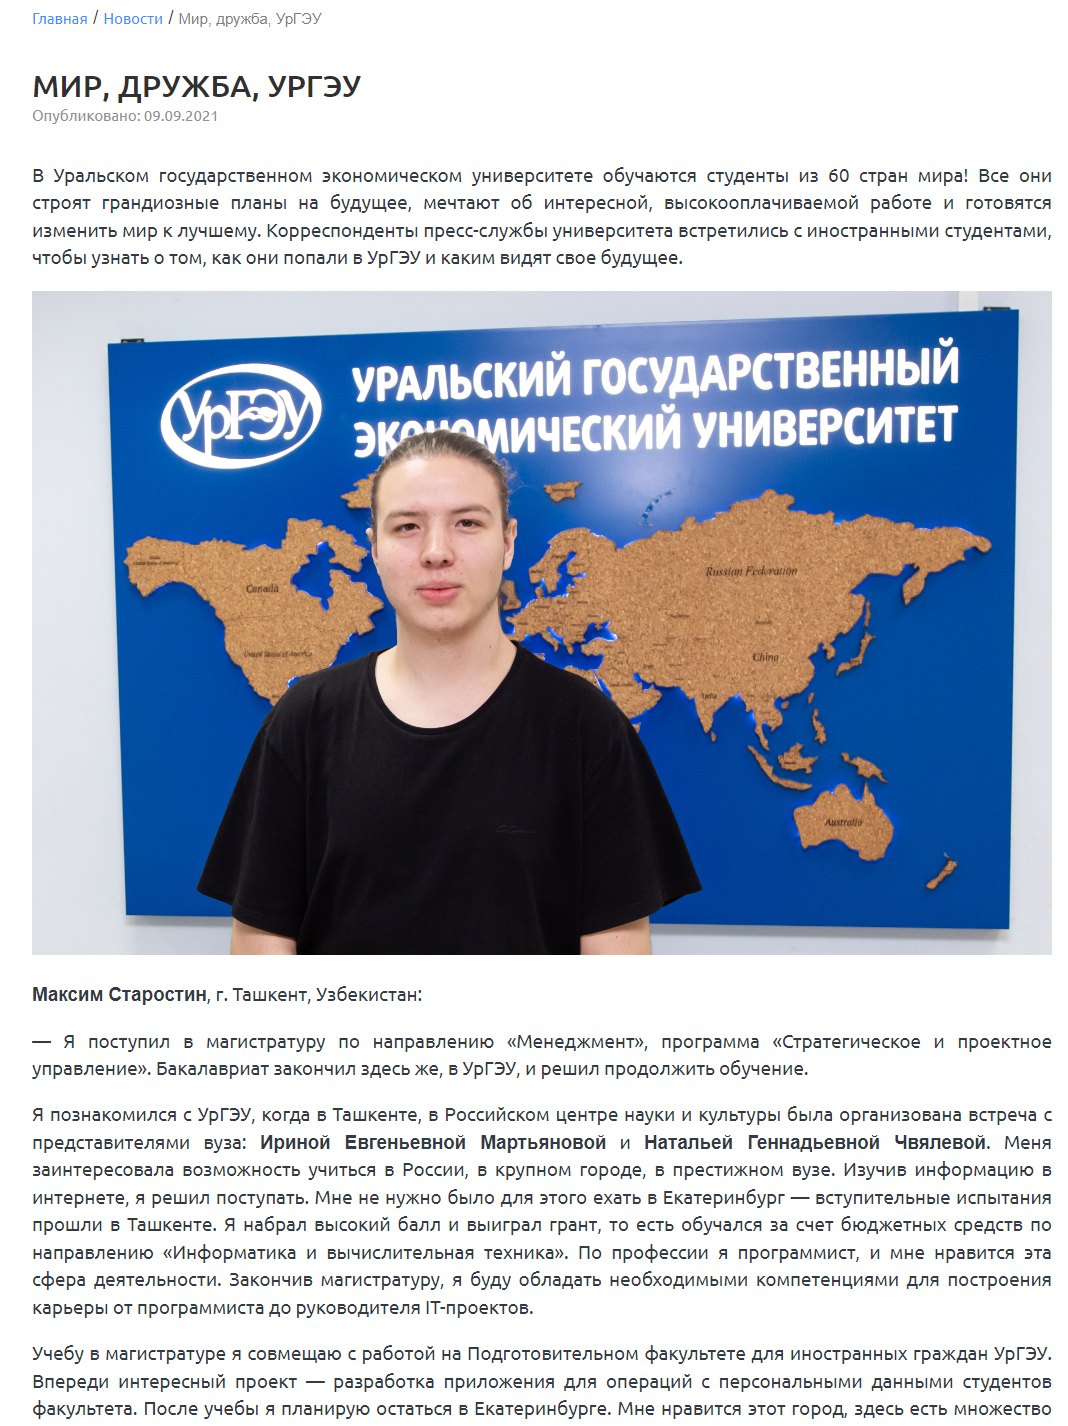 Главная / Новости / Мир, дружба, УрГЭУ
МИР, ДРУЖБА, УРГЭУ
Опубликовано: 09.09.2021
В Уральском государственном экономическом университете обучаются студенты из 60 стран мира! Все они
строят грандиозные планы на будущее, мечтают об интересной, высокооплачиваемой работе и готовятся
изменить мир к лучшему. Корреспонденты пресс-службы университета встретились с иностранными студентами,
чтобы узнать о том, как они попали в УрГЭУ и каким видят свое будущее.
УрГЭУ
УРАЛЬСКИЙ ГОСУДАРСТВЕННЫЙ
ЭКОНОМИЧЕСКИЙ УНИВЕРСИТЕТ
Canada
United States of America
Russian Federation
China
India
Australia
Максим Старостин, г. Ташкент, Узбекистан:
— Я поступил в магистратуру по направлению «Менеджмент», программа «Стратегическое и проектное
управление». Бакалавриат закончил здесь же, в УрГЭУ, и решил продолжить обучение.
Я познакомился с УрГЭУ, когда в Ташкенте, в Российском центре науки и культуры была организована встреча с
представителями вуза: Ириной Евгеньевной Мартьяновой и Натальей Геннадьевной Чвялевой. Меня
заинтересовала возможность учиться в России, в крупном городе, в престижном вузе. Изучив информацию в
интернете, я решил поступать. Мне не нужно было для этого ехать в Екатеринбург — вступительные испытания
прошли в Ташкенте. Я набрал высокий балл и выиграл грант, то есть обучался за счет бюджетных средств по
направлению «Информатика и вычислительная техника». По профессии я программист, и мне нравится эта
сфера деятельности. Закончив магистратуру, я буду обладать необходимыми компетенциями для построения
карьеры от программиста до руководителя IT-проектов.
Учебу в магистратуре я совмещаю с работой на Подготовительном факультете для иностранных граждан УрГЭУ.
Впереди интересный проект — разработка приложения для операций с персональными данными студентов
факультета. После учебы я планирую остаться в Екатеринбурге. Мне нравится этот город, здесь есть множество